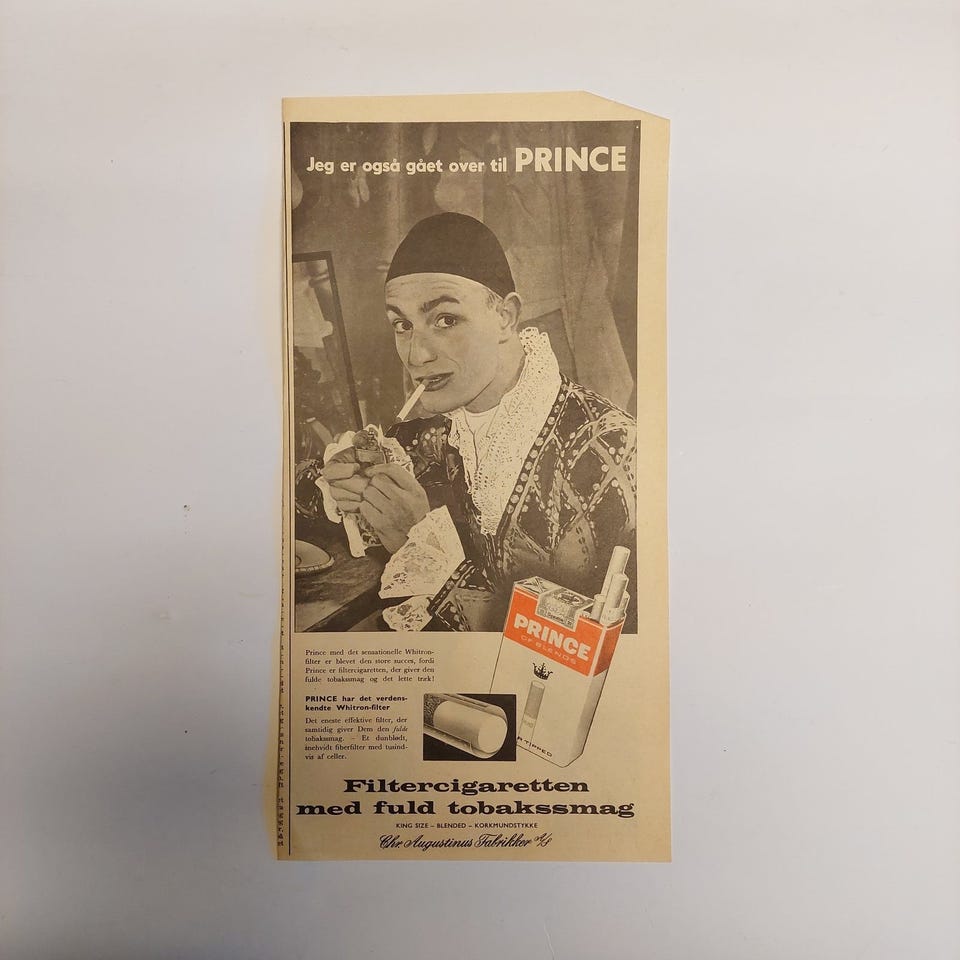 Jeg er også gået over til PRINCE
PRINCE
OF BLENDS
R-TIPPED
Prince med det sensationelle Whitron-
filter er blevet den store succes, fordi
Prince er filtercigaretten, der giver den
fulde tobakssmag og det lette træk!
PRINCE har det verdens-
kendte Whitron-filter
Det eneste effektive filter, der
samtidig giver Dem den fulde
tobakssmag. – Et dunblødt,
snehvidt fiberfilter med tusind-
vis af celler.
Filtercigaretten
med fuld tobakssmag
KING SIZE – BLENDED – KORKMUNDSTYKKE
Chr. Augustinus Fabrikker A/S